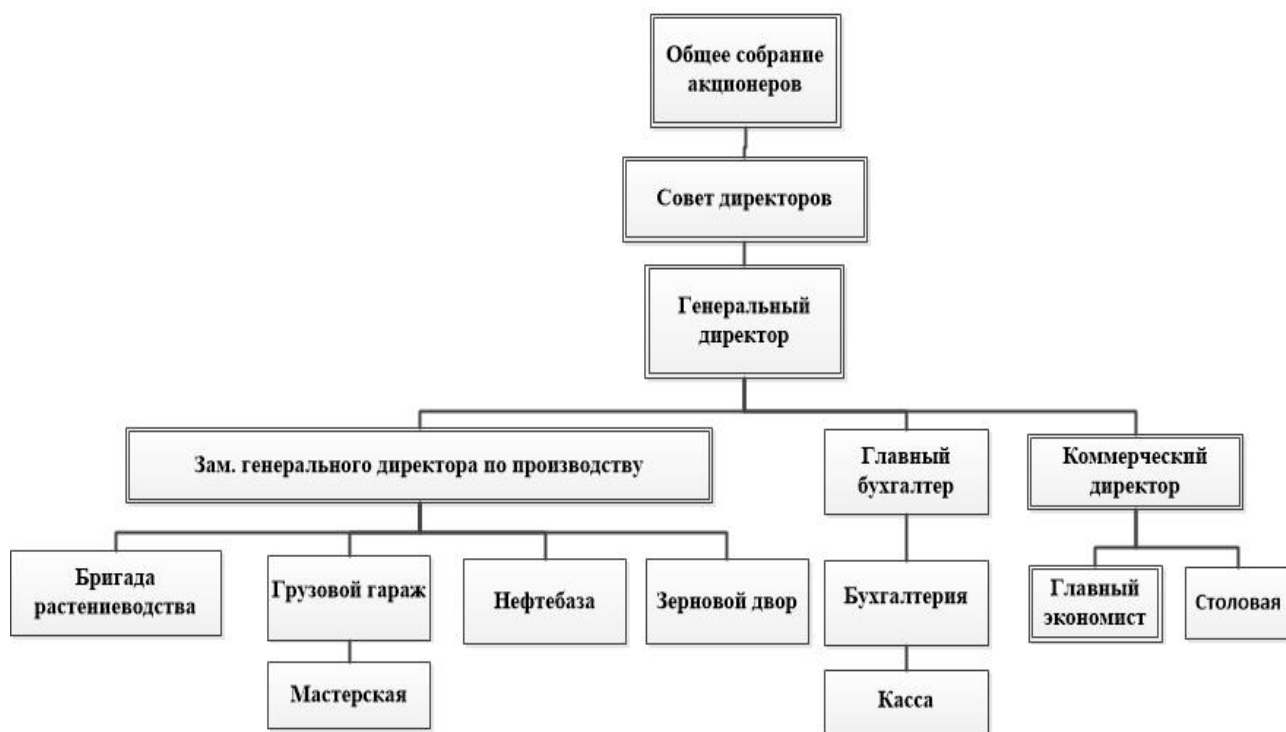 Общее собрание
акционеров
Совет директоров
Генеральный
директор
Зам. генерального директора по производству
Главный
бухгалтер
Коммерческий
директор
Бригада
растениеводства
Грузовой гараж
Нефтебаза
Зерновой двор
Бухгалтерия
Главный
экономист
Столовая
Мастерская
Касса